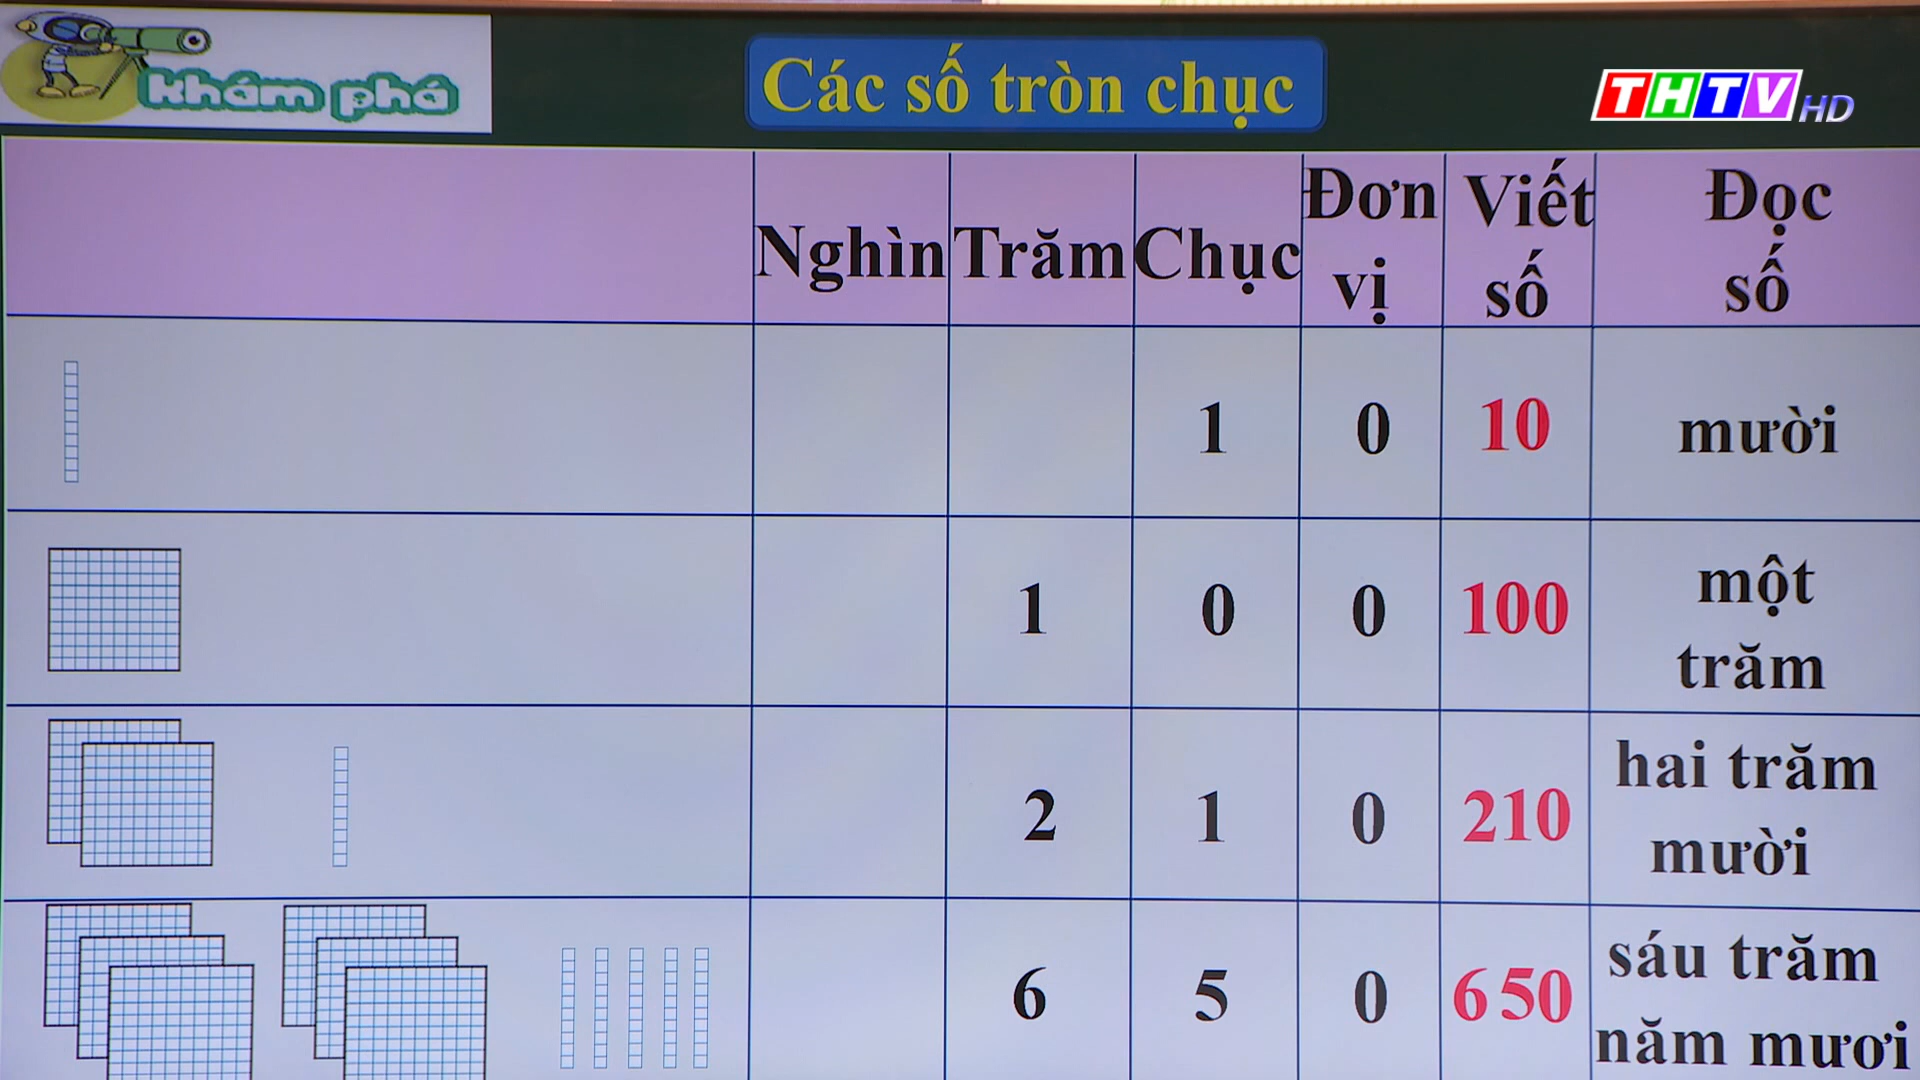 khám phá
Các số tròn chục
THTV HD
Nghìn Trăm Chục Đơn vị Viết số Đọc số
1 0 10 mười
1 0 0 100 một trăm
2 1 0 210 hai trăm mười
6 5 0 650 sáu trăm năm mươi